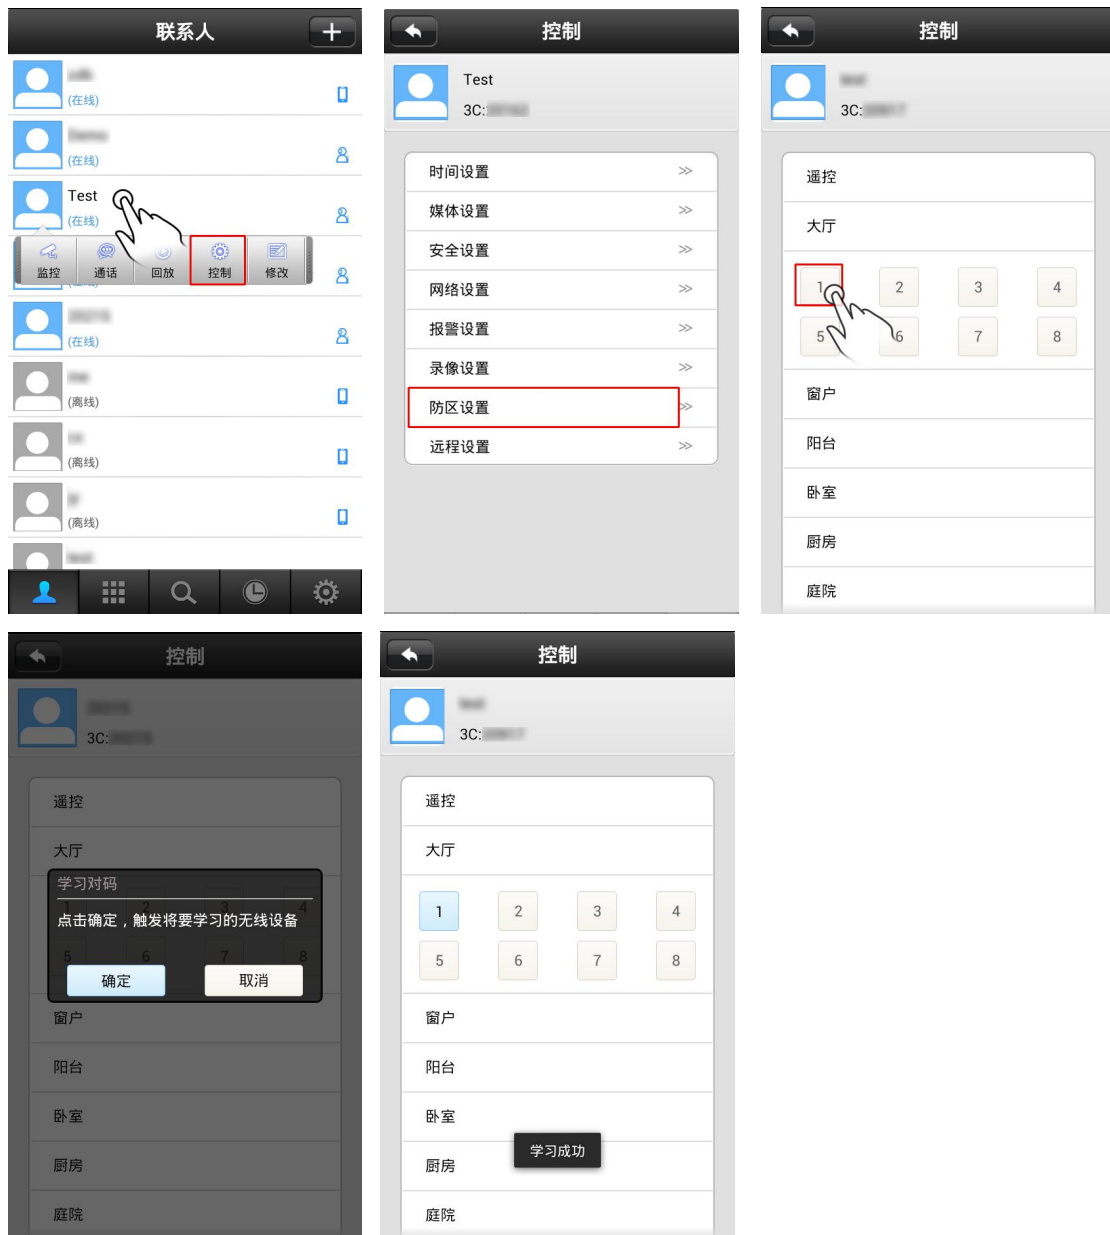 联系人
(在线)
(在线)
Test
(在线)
监控
通话
回放
控制
修改
(在线)
(离线)
(离线)
(离线)
控制
Test
3C:
时间设置
媒体设置
安全设置
网络设置
报警设置
录像设置
防区设置
远程设置
控制
3C:
遥控
大厅
1 2 3 4
5 6 7 8
窗户
阳台
卧室
厨房
庭院
控制
3C:
遥控
大厅
学习对码
点击确定，触发将要学习的无线设备
确定
取消
窗户
阳台
卧室
厨房
庭院
控制
3C:
遥控
大厅
1 2 3 4
5 6 7 8
窗户
阳台
卧室
厨房
学习成功
庭院